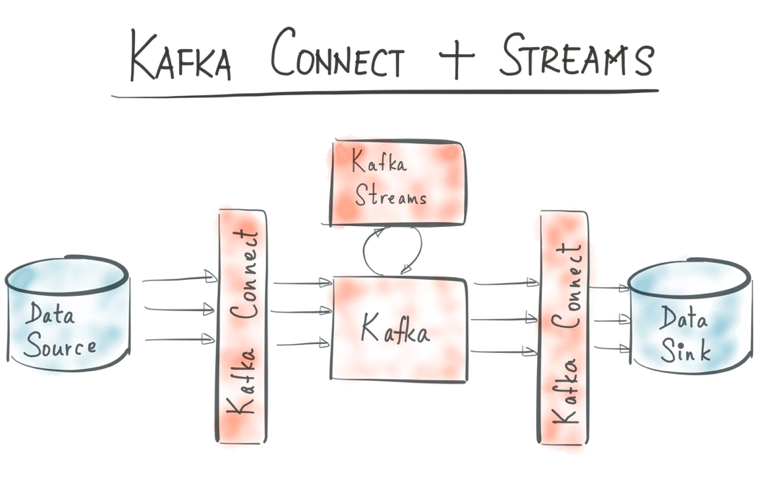 KAFKA CONNECT + STREAMS
Kafka
Streams
Data
Source
Kafka Connect
Kafka
Kafka Connect
Data
Sink